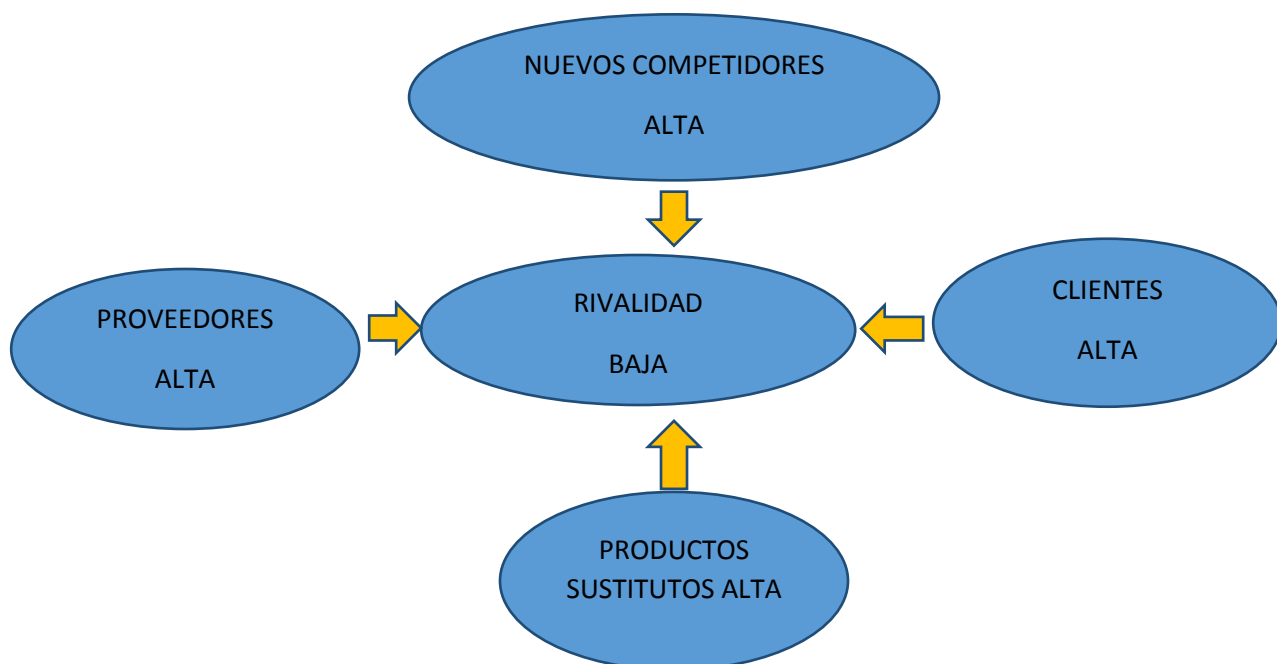 NUEVOS COMPETIDORES
ALTA
PROVEEDORES
ALTA
RIVALIDAD
BAJA
CLIENTES
ALTA
PRODUCTOS
SUSTITUTOS ALTA